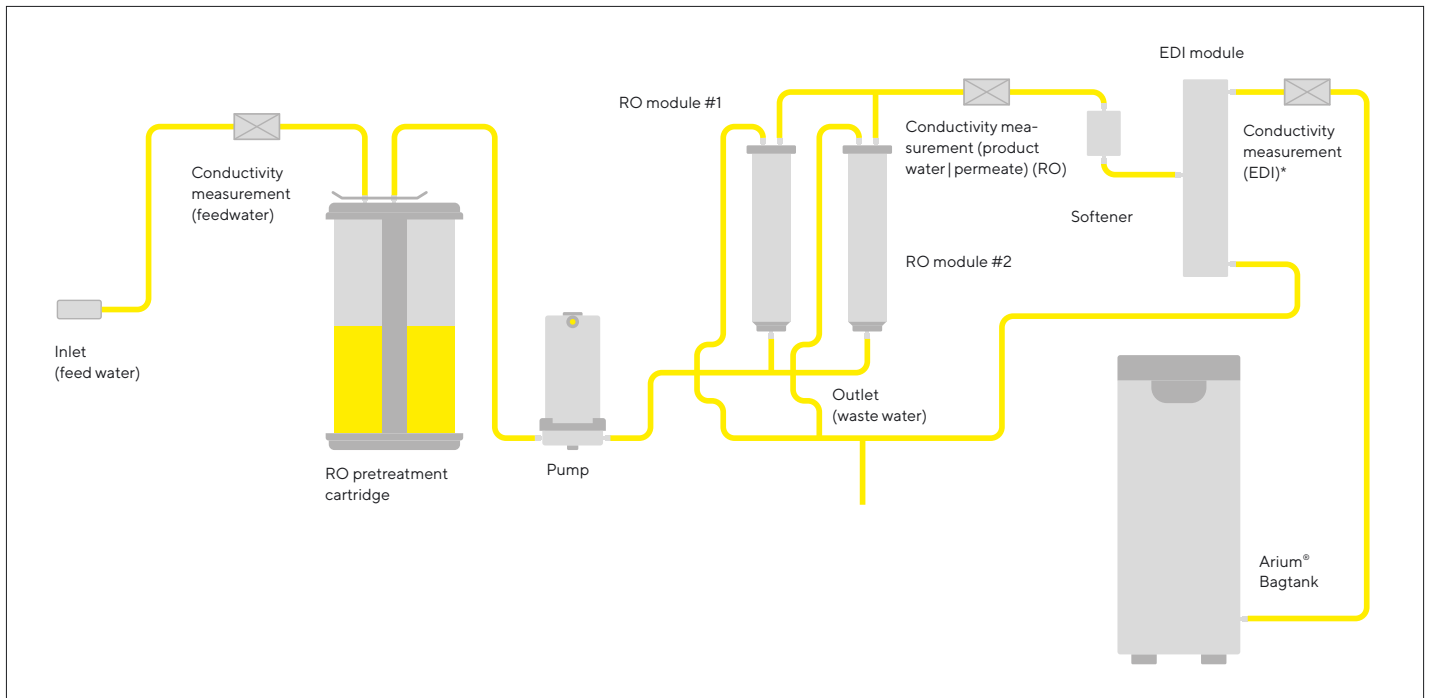 Inlet
(feed water)
Conductivity
measurement
(feedwater)
RO pretreatment
cartridge
Pump
RO module #1
RO module #2
Outlet
(waste water)
Conductivity mea-
surement (product
water|permeate) (RO)
Softener
EDI module
Conductivity
measurement
(EDI)*
Arium®
Bagtank